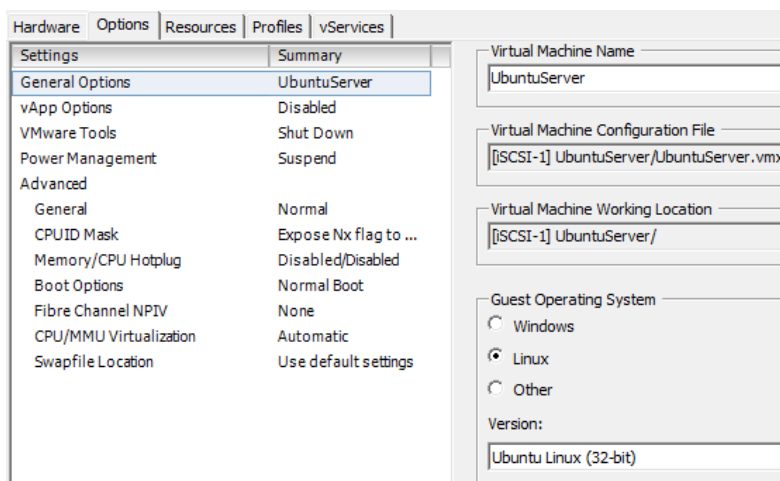 Hardware Options Resources Profiles vServices
Settings Summary
General Options UbuntuServer
vApp Options Disabled
VMware Tools Shut Down
Power Management Suspend
Advanced
General Normal
CPUID Mask Expose Nx flag to ...
Memory/CPU Hotplug Disabled/Disabled
Boot Options Normal Boot
Fibre Channel NPIV None
CPU/MMU Virtualization Automatic
Swapfile Location Use default settings
Virtual Machine Name
UbuntuServer
Virtual Machine Configuration File
[iSCSI-1] UbuntuServer/UbuntuServer.vmx
Virtual Machine Working Location
[iSCSI-1] UbuntuServer/
Guest Operating System
Windows
Linux
Other
Version:
Ubuntu Linux (32-bit)